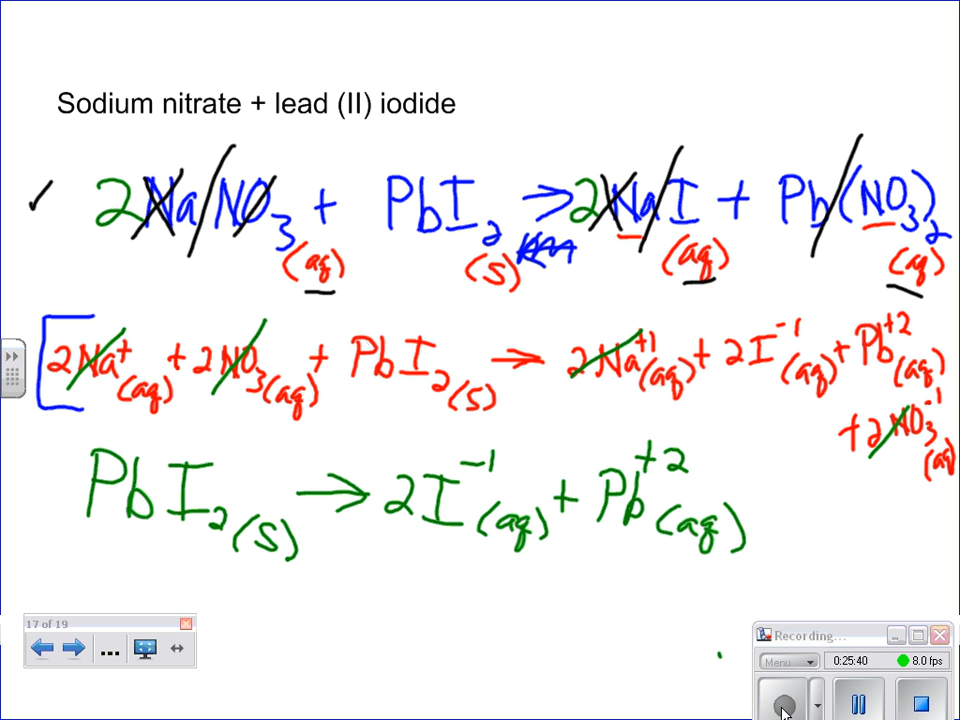 Sodium nitrate + lead (II) iodide
✓ 2NaNO₃ (aq) + PbI₂ (s) → 2NaI (aq) + Pb(NO₃)₂ (aq)
[2Na⁺(aq) + 2NO₃(aq) + PbI₂(s) → 2Na⁺¹(aq) + 2I⁻¹(aq) + Pb⁺²(aq)
+ 2NO₃⁻¹(aq)
PbI₂(s) → 2I⁻¹(aq) + Pb⁺²(aq)
17 of 19
...
Recording...
Menu 0:25:40 8.0 fps